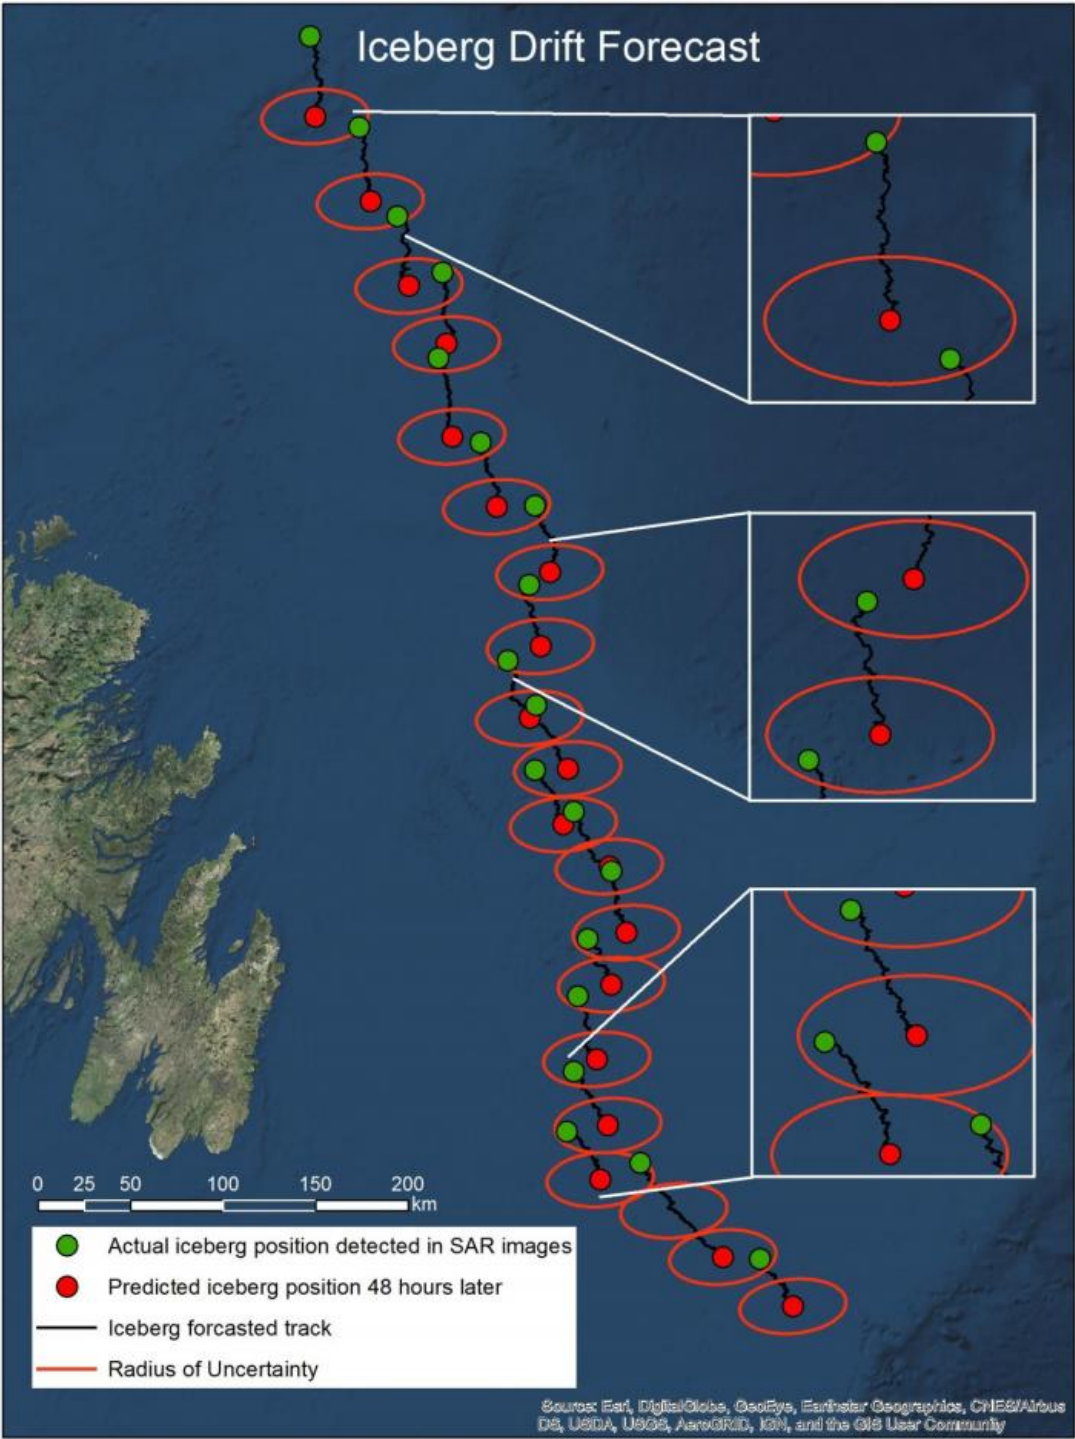 Iceberg Drift Forecast
0 25 50 100 150 200
km
Actual iceberg position detected in SAR images
Predicted iceberg position 48 hours later
Iceberg forcasted track
Radius of Uncertainty
Source: Esri, DigitalGlobe, GeoEye, Earthstar Geographics, CNES/Airbus
DS, USDA, USGS, AeroGRID, IGN, and the GIS User Community